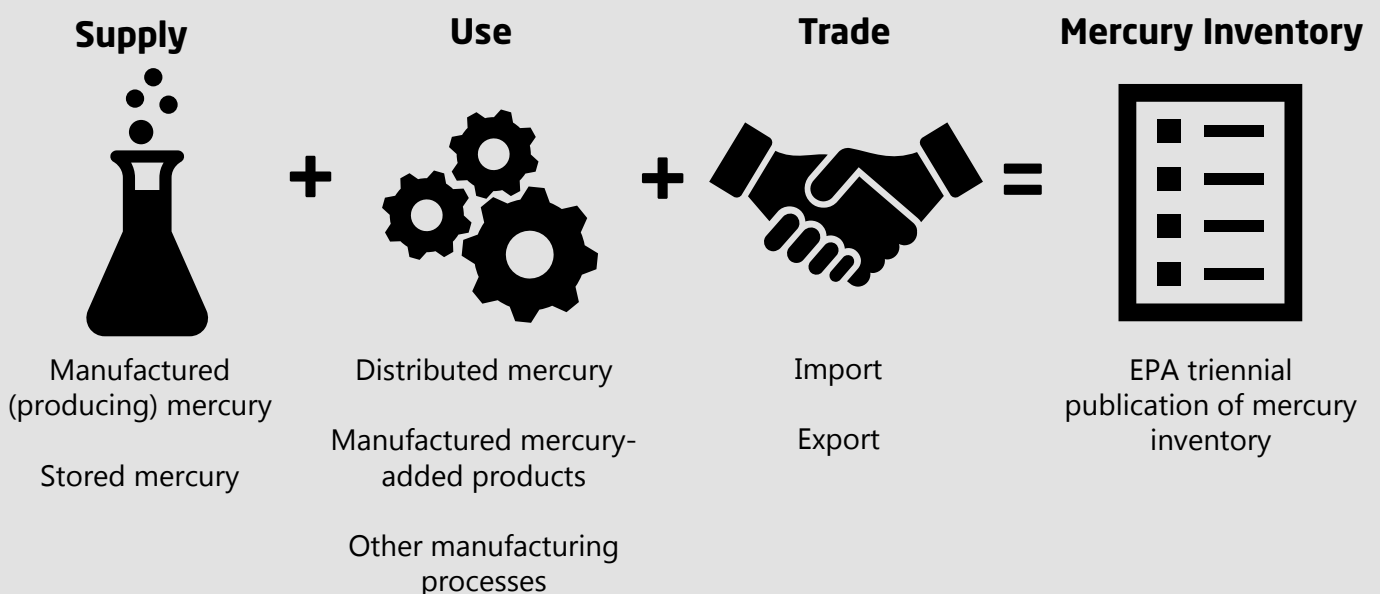 Supply
Manufactured
(producing) mercury
Stored mercury
+
Use
Distributed mercury
Manufactured mercury-
added products
Other manufacturing
processes
+
Trade
Import
Export
=
Mercury Inventory
EPA triennial
publication of mercury
inventory